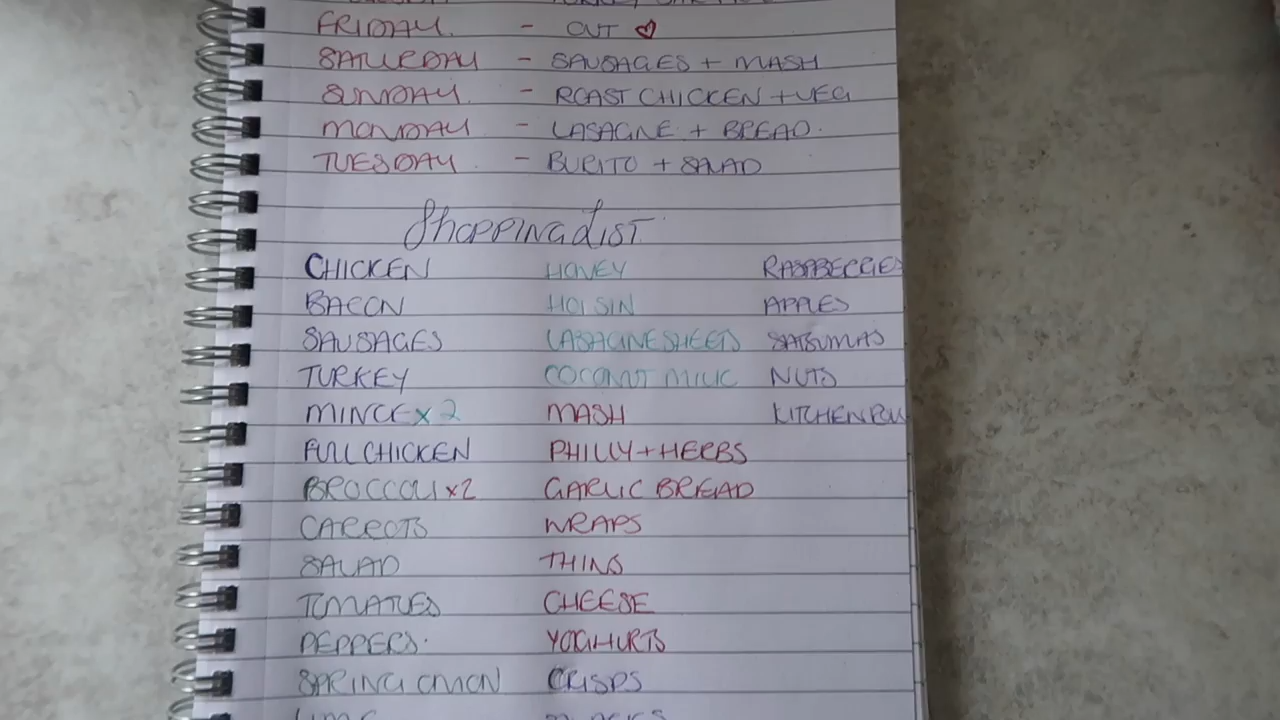 FRIDAY. - OUT
SATURDAY - SAUSAGES + MASH
SUNDAY. - ROAST CHICKEN + VEG
MONDAY - LASAGNE + BREAD.
TUESDAY. - BURITO + SALAD
Shopping List.
CHICKEN HONEY RASPBERRIES
BACON HOISIN APPLES
SAUSAGES LASAGNE SHEETS SATSUMAS
TURKEY COCONUT MILK NUTS
MINCE x 2 MASH KITCHEN
FULL CHICKEN PHILLY + HERBS
BROCCOLI x2 GARLIC BREAD
CARROTS WRAPS
SALAD THINS
TOMATOES CHEESE
PEPPERS. YOGHURTS
SPRING ONION CRISPS